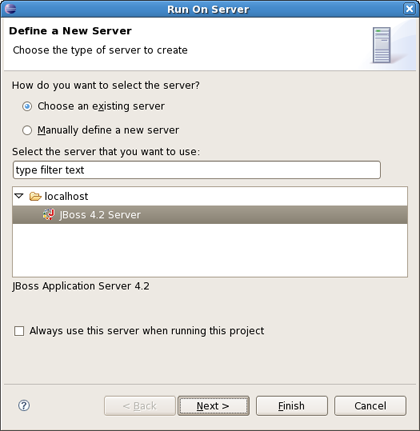 Run On Server
Define a New Server
Choose the type of server to create
How do you want to select the server?
Choose an existing server
Manually define a new server
Select the server that you want to use:
type filter text
localhost
JBoss 4.2 Server
JBoss Application Server 4.2
Always use this server when running this project
?
< Back
Next >
Finish
Cancel